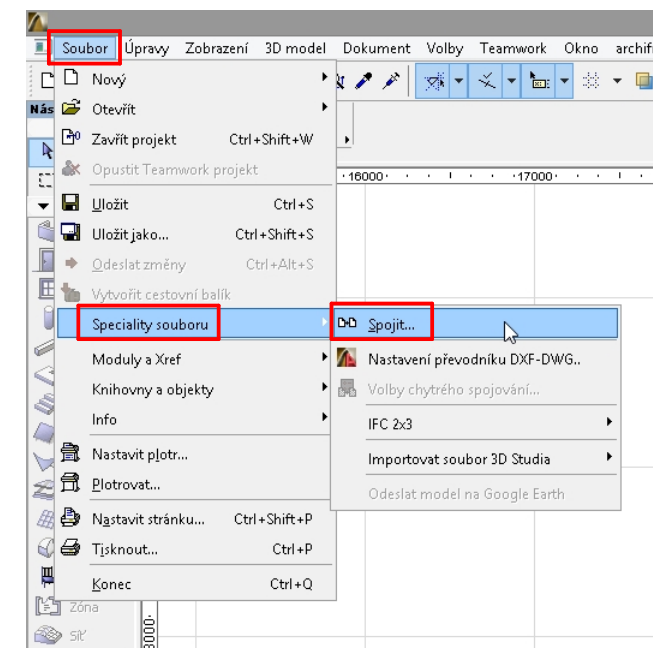 Soubor Úpravy Zobrazení 3D model Dokument Volby Teamwork Okno archif
Nový
Nás
Otevřít
Zavřít projekt Ctrl+Shift+W
Opustit Teamwork projekt
16000 17000
Uložit Ctrl+S
Uložit jako... Ctrl+Shift+S
Odeslat změny Ctrl+Alt+S
Vytvořit cestovní balík
Speciality souboru
Spojit...
Moduly a Xref
Nastavení převodníku DXF-DWG..
Knihovny a objekty
Volby chytrého spojování...
Info
IFC 2x3
Nastavit plotr...
Importovat soubor 3D Studia
Plotrovat...
Odeslat model na Google Earth
Nastavit stránku... Ctrl+Shift+P
Tisknout... Ctrl+P
Konec Ctrl+Q
Zóna
Síť